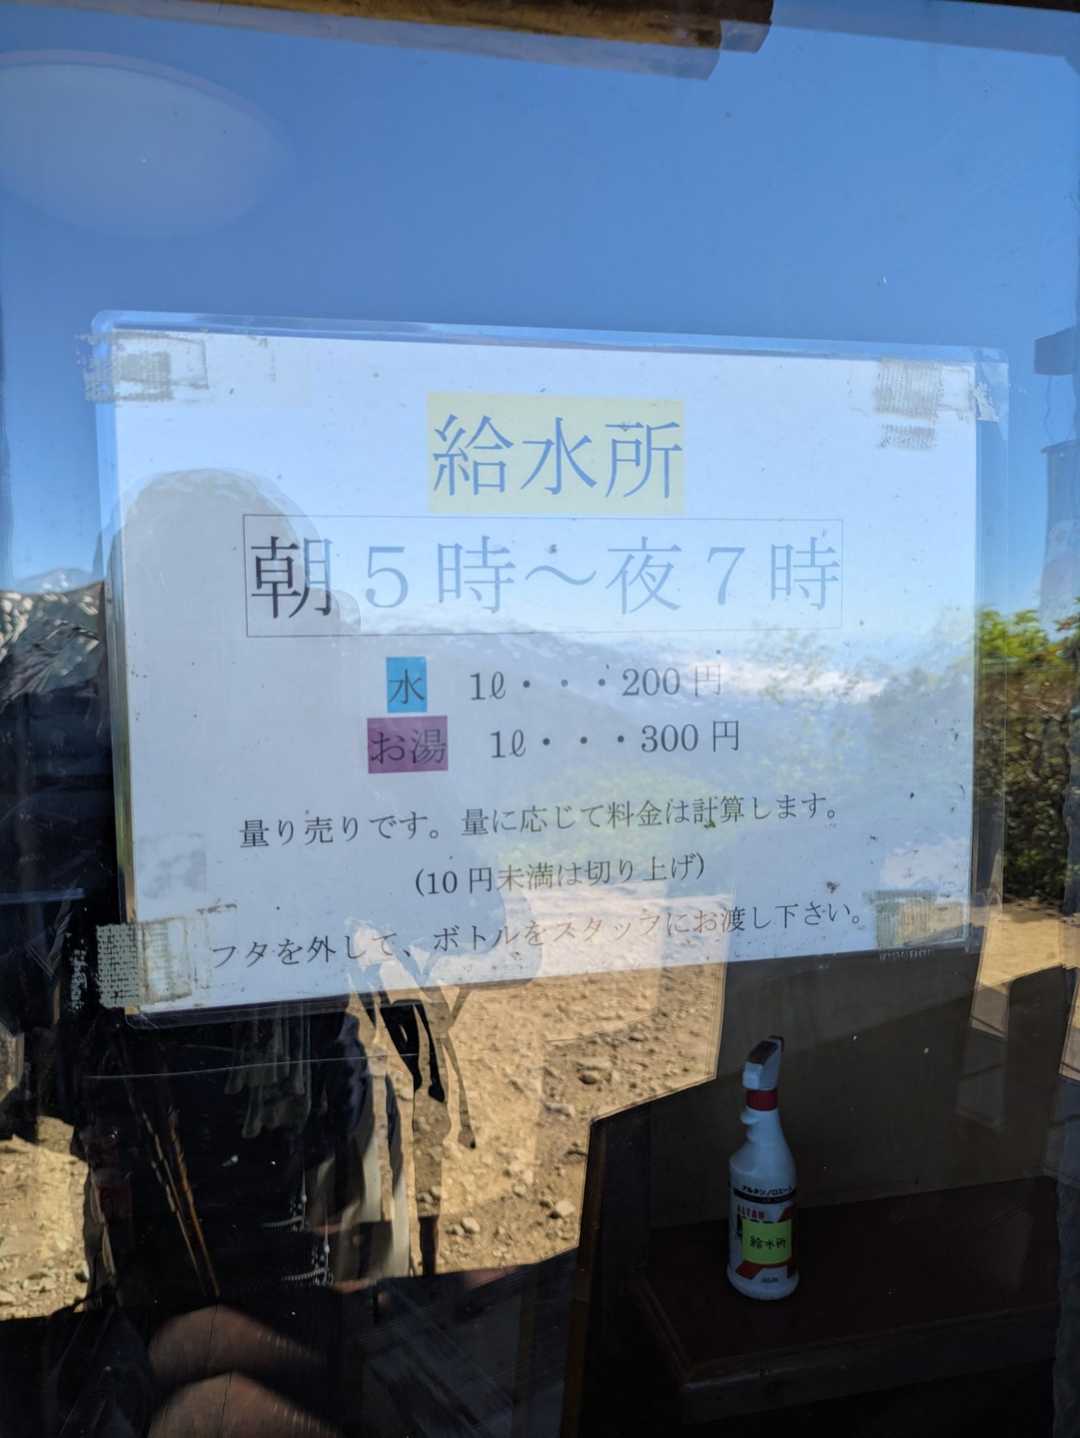 給水所
朝5時～夜7時
水 1ℓ・・・200円
お湯 1ℓ・・・300円
量り売りです。量に応じて料金は計算します。
(10円未満は切り上げ)
フタを外して、ボトルをスタッフにお渡し下さい。
給水所